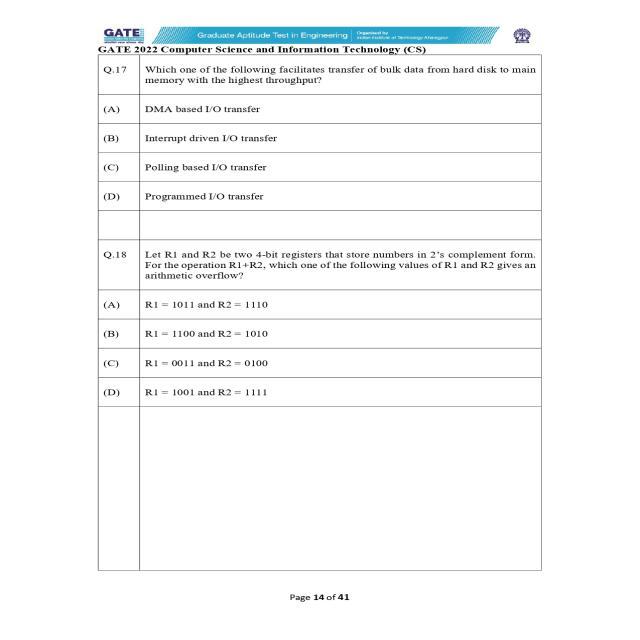 GATE
Graduate Aptitude Test in Engineering
Organised by
Indian Institute of Technology Kharagpur
GATE 2022 Computer Science and Information Technology (CS)
Q.17 Which one of the following facilitates transfer of bulk data from hard disk to main
memory with the highest throughput?
(A) DMA based I/O transfer
(B) Interrupt driven I/O transfer
(C) Polling based I/O transfer
(D) Programmed I/O transfer
Q.18 Let R1 and R2 be two 4-bit registers that store numbers in 2’s complement form.
For the operation R1+R2, which one of the following values of R1 and R2 gives an
arithmetic overflow?
(A) R1 = 1011 and R2 = 1110
(B) R1 = 1100 and R2 = 1010
(C) R1 = 0011 and R2 = 0100
(D) R1 = 1001 and R2 = 1111
Page 14 of 41